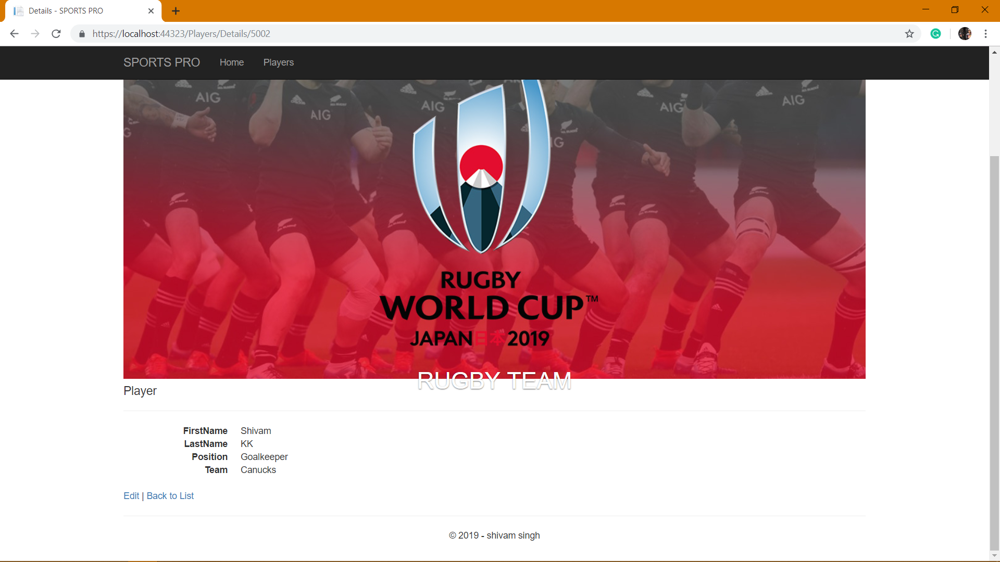 Details - SPORTS PRO
https://localhost:44323/Players/Details/5002
SPORTS PRO Home Players
AIG
AIG
AIG
AIG
AIG
IG
G
RUGBY
WORLD CUP™
JAPAN日本2019
RUGBY TEAM
Player
FirstName Shivam
LastName KK
Position Goalkeeper
Team Canucks
Edit | Back to List
© 2019 - shivam singh